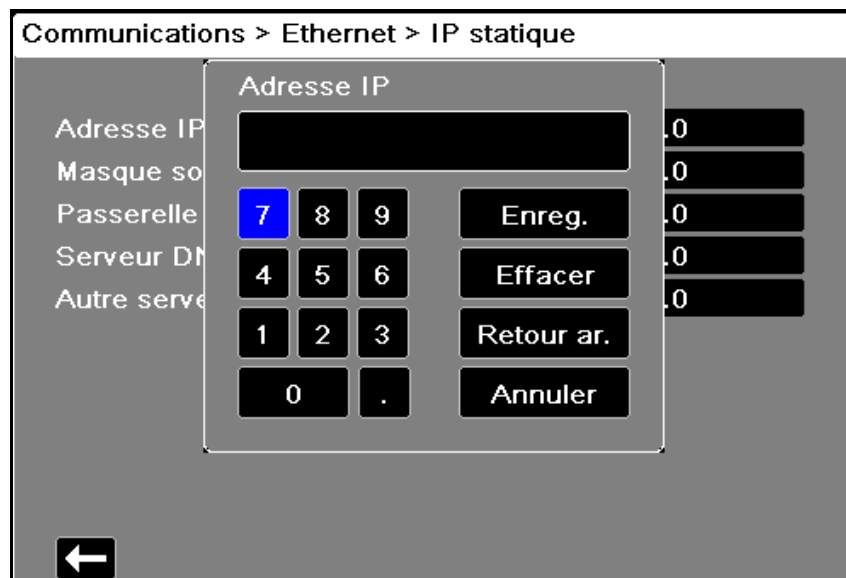 Communications > Ethernet > IP statique
Adresse IP
Adresse IP .0
Masque so .0
Passerelle .0
Serveur DN .0
Autre serve .0
7 8 9 Enreg.
4 5 6 Effacer
1 2 3 Retour ar.
0 . Annuler